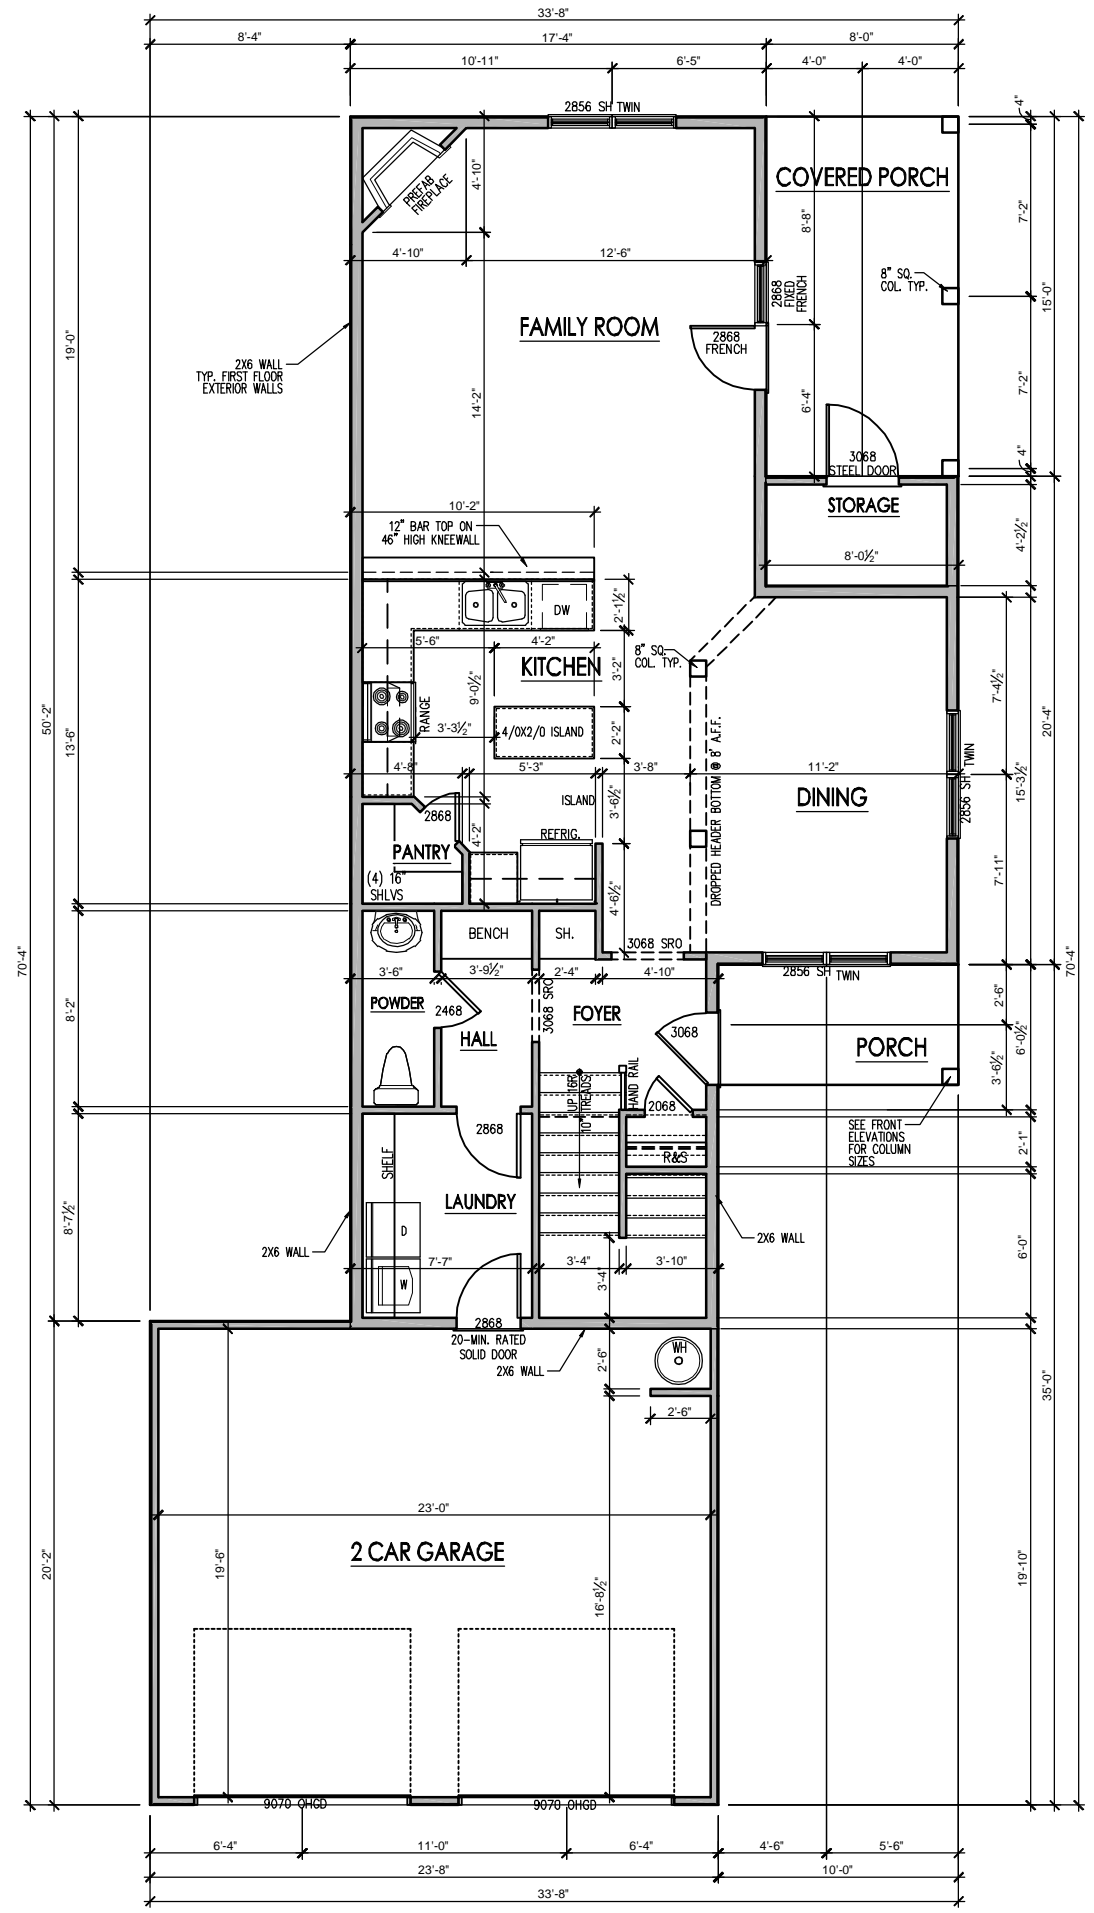 33'-8"
8'-4"
17'-4"
8'-0"
10'-11"
6'-5"
4'-0"
4'-0"
2856 SH TWIN
4"
PREFAB
FIREPLACE
4'-10"
COVERED PORCH
8'-8"
7'-2"
4'-10"
12'-6"
8" SQ.
COL. TYP.
2868
FIXED
FRENCH
15'-0"
FAMILY ROOM
2868
FRENCH
19'-0"
2X6 WALL
TYP. FIRST FLOOR
EXTERIOR WALLS
14'-2"
6'-4"
7'-2"
4"
3068
STEEL DOOR
STORAGE
10'-2"
12" BAR TOP ON
46" HIGH KNEEWALL
4'-2½"
8'-0½"
DW
2'-1½"
5'-6"
4'-2"
KITCHEN
8" SQ.
COL. TYP.
3'-2"
9'-0½"
7'-4½"
RANGE
3'-3½"
4/0X2/0 ISLAND
2'-2"
50'-2"
13'-6"
20'-4"
DROPPED HEADER BOTTOM @ 8' A.F.F.
4'-8"
5'-3"
3'-8"
11'-2"
2856 SH TWIN
15'-3½"
DINING
ISLAND
2868
3'-6½"
4'-2"
REFRIG.
PANTRY
(4) 16"
SHLVS
4'-6½"
7'-11"
BENCH
SH.
3068 SRO
70'-4"
70'-4"
3'-6"
3'-9½"
2'-4"
4'-10"
2856 SH TWIN
POWDER
2468
HALL
3068 SRO
FOYER
3068
PORCH
2'-6"
6'-0½"
3'-6½"
8'-2"
UP 16R
10" TREADS
HAND RAIL
2068
2868
R&S
SEE FRONT
ELEVATIONS
FOR COLUMN
SIZES
2'-1"
SHELF
LAUNDRY
8'-7½"
D
W
2X6 WALL
2X6 WALL
7'-7"
3'-4"
3'-10"
3'-4"
6'-0"
2868
20-MIN. RATED
SOLID DOOR
2X6 WALL
2'-6"
WH
2'-6"
35'-0"
23'-0"
2 CAR GARAGE
19'-6"
16'-8½"
20'-2"
19'-10"
9070 OHGD
9070 OHGD
6'-4"
11'-0"
6'-4"
4'-6"
5'-6"
23'-8"
10'-0"
33'-8"